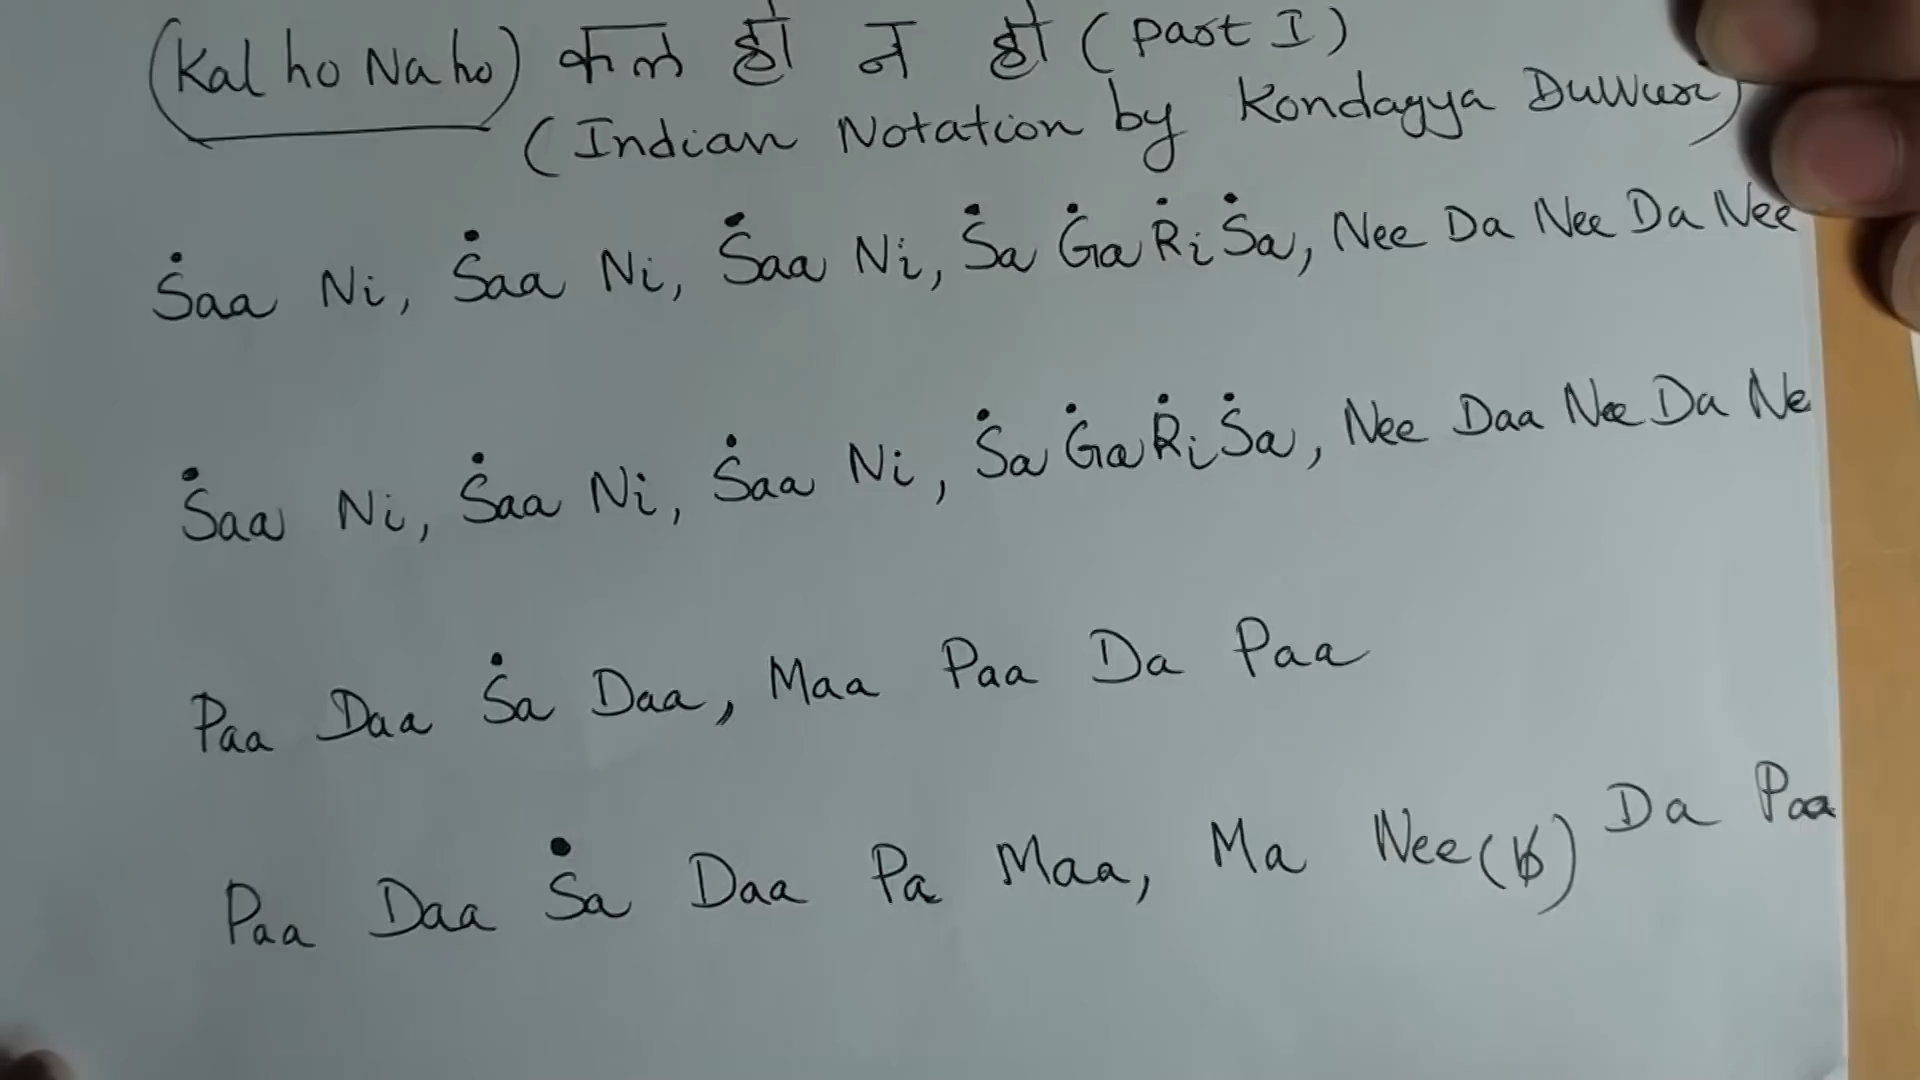 (Kal ho Na ho) कल हो न हो (Part I)
(Indian Notation by Kondagya Duwur)
Ṡaa Ni, Ṡaa Ni, Ṡaa Ni, Ṡa Ġa Ṙi Ṡa, Nee Da Nee Da Nee
Ṡaa Ni, Ṡaa Ni, Ṡaa Ni, Ṡa Ġa Ṙi Ṡa, Nee Daa Nee Da Ne
Paa Daa Ṡa Daa, Maa Paa Da Paa
Paa Daa Ṡa Daa Pa Maa, Ma Nee(k) Da Paa